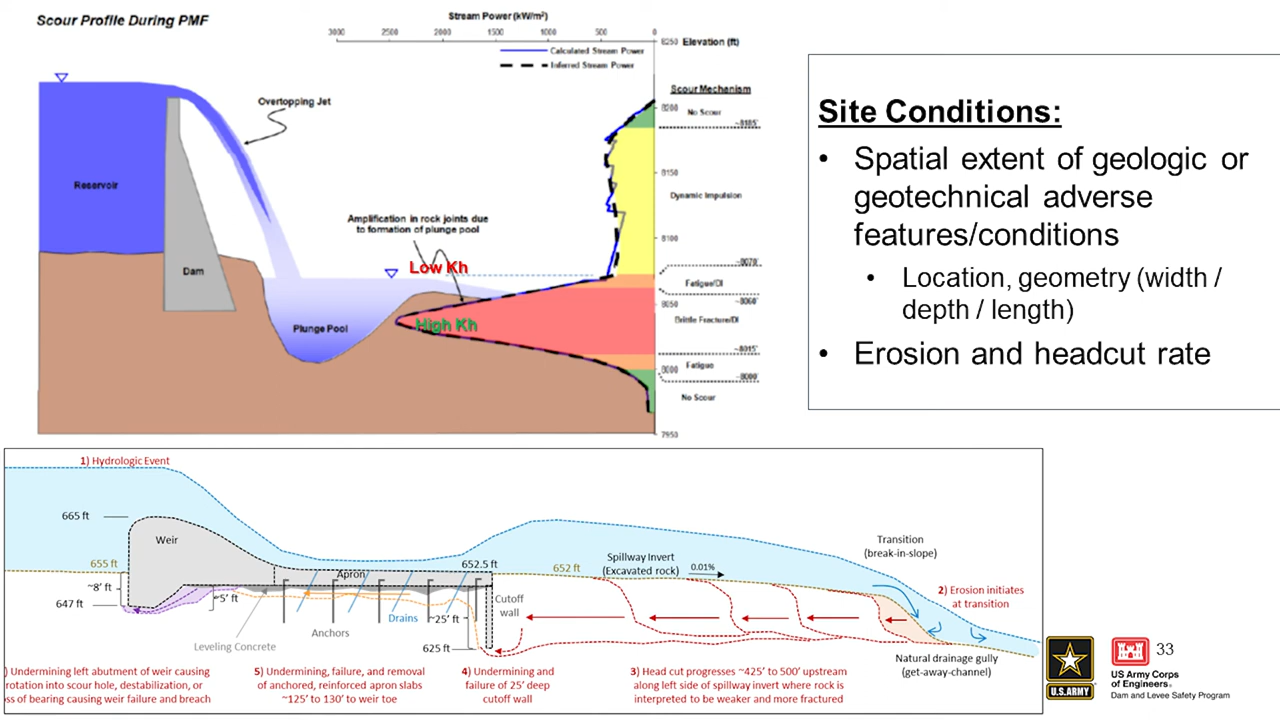 Scour Profile During PMF
Stream Power (kW/m²)
3000 2500 2000 1500 1000 500 0
Elevation (ft)
Calculated Stream Power
Inferred Stream Power
8250
Scour Mechanism
8200
No Scour
~8185'
8150
Dynamic Impulsion
8100
~8070'
Fatigue/DI
~8060'
8050
Brittle Fracture/DI
~8015'
8000
Fatigue
~8000'
No Scour
7950
Overtopping Jet
Reservoir
Dam
Amplification in rock joints due
to formation of plunge pool
Low Kh
High Kh
Plunge Pool
Site Conditions:
• Spatial extent of geologic or
geotechnical adverse
features/conditions
• Location, geometry (width /
depth / length)
• Erosion and headcut rate
1) Hydrologic Event
665 ft
Weir
655 ft
~8' ft
647 ft
~5' ft
Leveling Concrete
Apron
Anchors
Drains
~25' ft
625 ft
652.5 ft
Cutoff
wall
652 ft
Spillway Invert
(Excavated rock)
0.01%
Transition
(break-in-slope)
2) Erosion initiates
at transition
Natural drainage gully
(get-away-channel)
) Undermining left abutment of weir causing
rotation into scour hole, destabilization, or
ss of bearing causing weir failure and breach
5) Undermining, failure, and removal
of anchored, reinforced apron slabs
~125' to 130' to weir toe
4) Undermining and
failure of 25' deep
cutoff wall
3) Head cut progresses ~425' to 500' upstream
along left side of spillway invert where rock is
interpreted to be weaker and more fractured
U.S.ARMY
33
US Army Corps
of Engineers®
Dam and Levee Safety Program